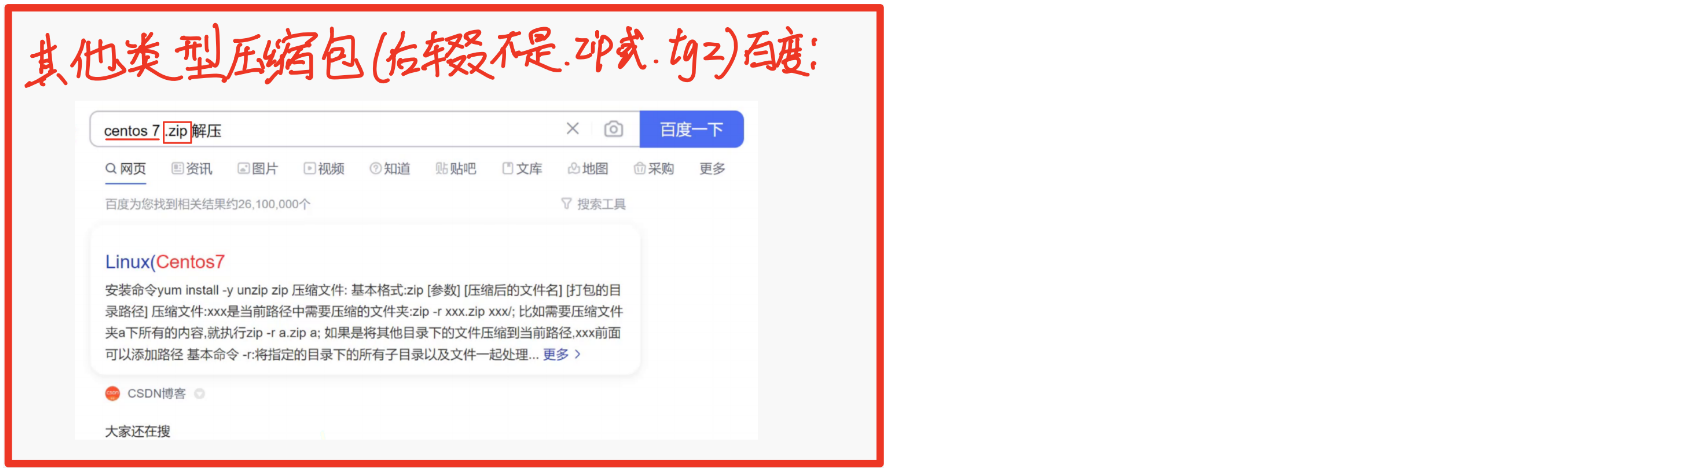 其他类型压缩包(后辍不是.zip或.tgz)百度:
centos 7 .zip 解压
百度一下
网页 资讯 图片 视频 知道 贴吧 文库 地图 采购 更多
百度为您找到相关结果约26,100,000个
搜索工具
Linux(Centos7
安装命令yum install -y unzip zip 压缩文件: 基本格式:zip [参数] [压缩后的文件名] [打包的目
录路径] 压缩文件:xxx是当前路径中需要压缩的文件夹:zip -r xxx.zip xxx/; 比如需要压缩文件
夹a下所有的内容,就执行zip -r a.zip a; 如果是将其他目录下的文件压缩到当前路径,xxx前面
可以添加路径 基本命令 -r:将指定的目录下的所有子目录以及文件一起处理... 更多 >
CSDN博客
大家还在搜